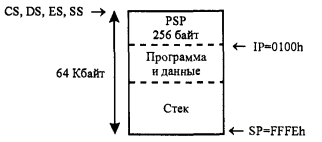 CS, DS, ES, SS
PSP
256 байт
IP=0100h
Программа
и данные
64 Кбайт
Стек
SP=FFFEh